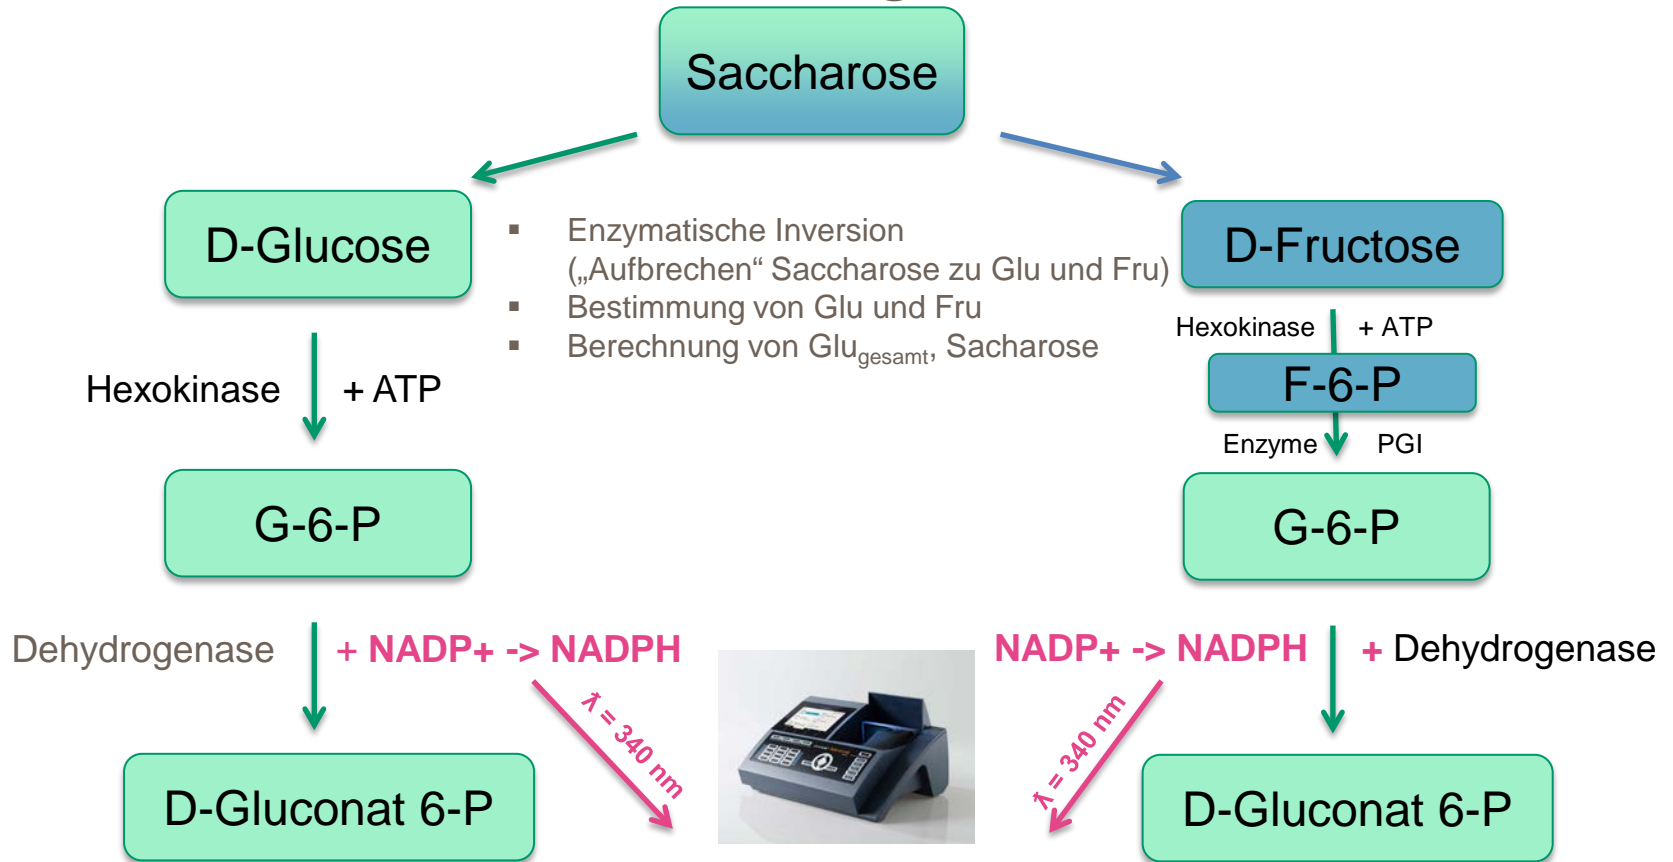 Saccharose
D-Glucose
▪ Enzymatische Inversion
(„Aufbrechen“ Saccharose zu Glu und Fru)
▪ Bestimmung von Glu und Fru
▪ Berechnung von Glugesamt, Sacharose
D-Fructose
Hexokinase + ATP
F-6-P
Enzyme PGI
Hexokinase + ATP
G-6-P
G-6-P
Dehydrogenase + NADP+ -> NADPH
NADP+ -> NADPH + Dehydrogenase
ƛ = 340 nm
ƛ = 340 nm
D-Gluconat 6-P
D-Gluconat 6-P